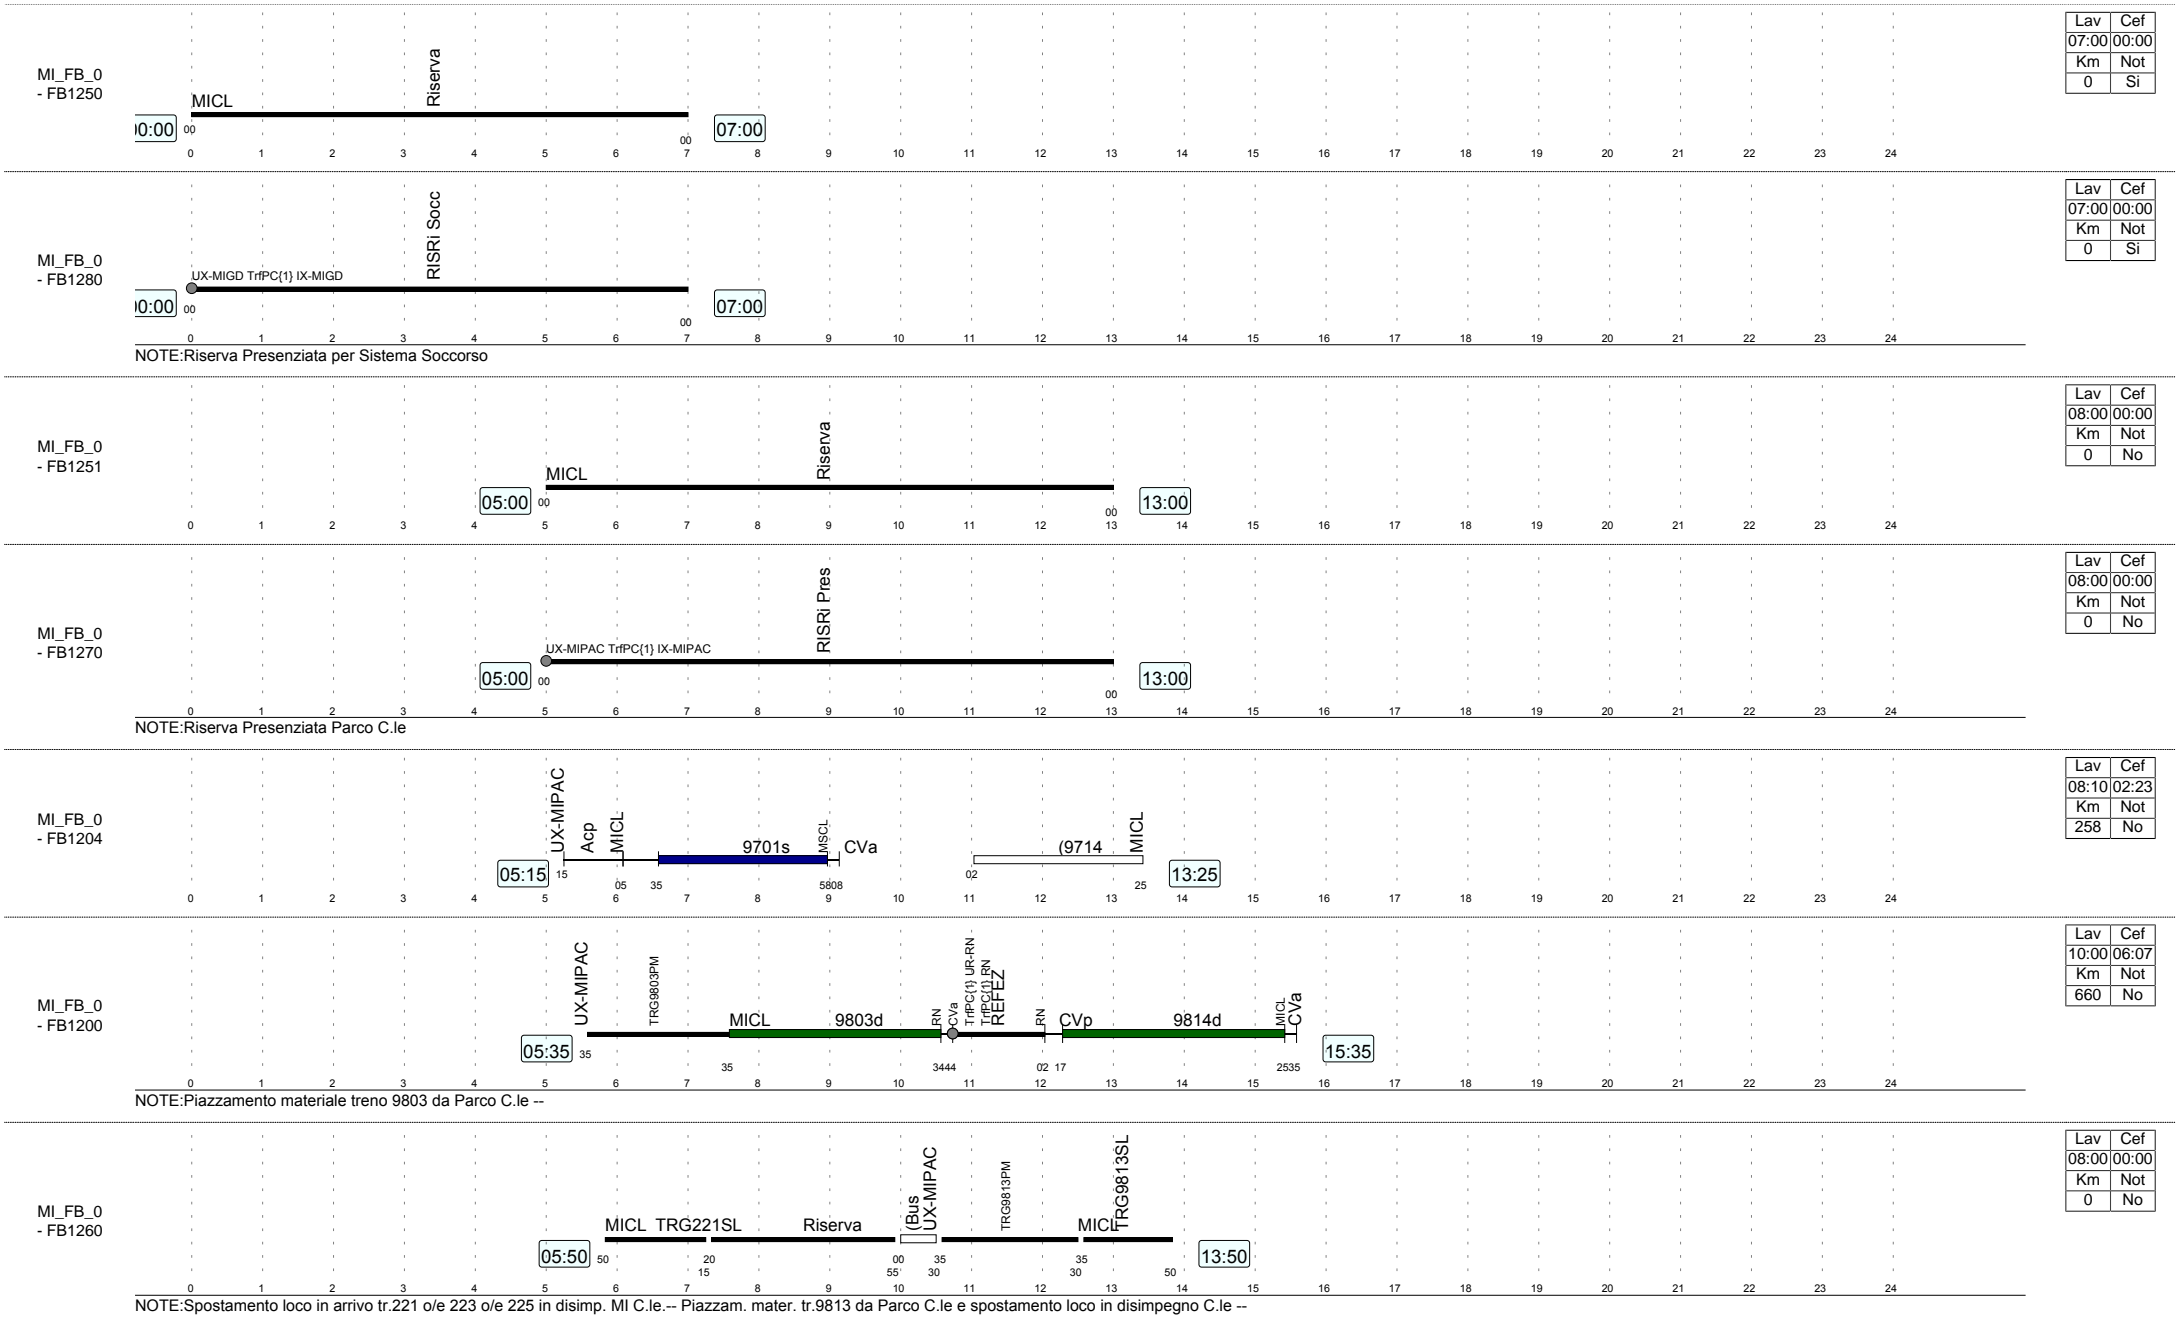 MI_FB_0
- FB1250
Riserva
MICL
0:00
00
00
07:00
0 1 2 3 4 5 6 7 8 9 10 11 12 13 14 15 16 17 18 19 20 21 22 23 24
Lav Cef
07:00 00:00
Km Not
0 Si
MI_FB_0
- FB1280
RISRi Socc
UX-MIGD TrfPC{1} IX-MIGD
0:00
00
00
07:00
0 1 2 3 4 5 6 7 8 9 10 11 12 13 14 15 16 17 18 19 20 21 22 23 24
NOTE:Riserva Presenziata per Sistema Soccorso
Lav Cef
07:00 00:00
Km Not
0 Si
MI_FB_0
- FB1251
Riserva
MICL
05:00
00
00
13:00
0 1 2 3 4 5 6 7 8 9 10 11 12 13 14 15 16 17 18 19 20 21 22 23 24
Lav Cef
08:00 00:00
Km Not
0 No
MI_FB_0
- FB1270
RISRi Pres
UX-MIPAC TrfPC{1} IX-MIPAC
05:00
00
00
13:00
0 1 2 3 4 5 6 7 8 9 10 11 12 13 14 15 16 17 18 19 20 21 22 23 24
NOTE:Riserva Presenziata Parco C.le
Lav Cef
08:00 00:00
Km Not
0 No
MI_FB_0
- FB1204
UX-MIPAC
Acp
MICL
9701s
MSCL
CVa
(9714
MICL
05:15
15
05
35
5808
02
25
13:25
0 1 2 3 4 5 6 7 8 9 10 11 12 13 14 15 16 17 18 19 20 21 22 23 24
Lav Cef
08:10 02:23
Km Not
258 No
MI_FB_0
- FB1200
UX-MIPAC
TRG9803PM
MICL
9803d
RN
CVa
TrfPC{1} UR-RN
TrfPC{1} RN
REFEZ
RN
CVp
9814d
MICL
CVa
05:35
35
35
3444
02
17
2535
15:35
0 1 2 3 4 5 6 7 8 9 10 11 12 13 14 15 16 17 18 19 20 21 22 23 24
NOTE:Piazzamento materiale treno 9803 da Parco C.le --
Lav Cef
10:00 06:07
Km Not
660 No
MI_FB_0
- FB1260
MICL
TRG221SL
Riserva
(Bus
UX-MIPAC
TRG9813PM
MICL
TRG9813SL
05:50
50
20
15
00
55
35
30
35
30
50
13:50
0 1 2 3 4 5 6 7 8 9 10 11 12 13 14 15 16 17 18 19 20 21 22 23 24
NOTE:Spostamento loco in arrivo tr.221 o/e 223 o/e 225 in disimp. MI C.le.-- Piazzam. mater. tr.9813 da Parco C.le e spostamento loco in disimpegno C.le --
Lav Cef
08:00 00:00
Km Not
0 No